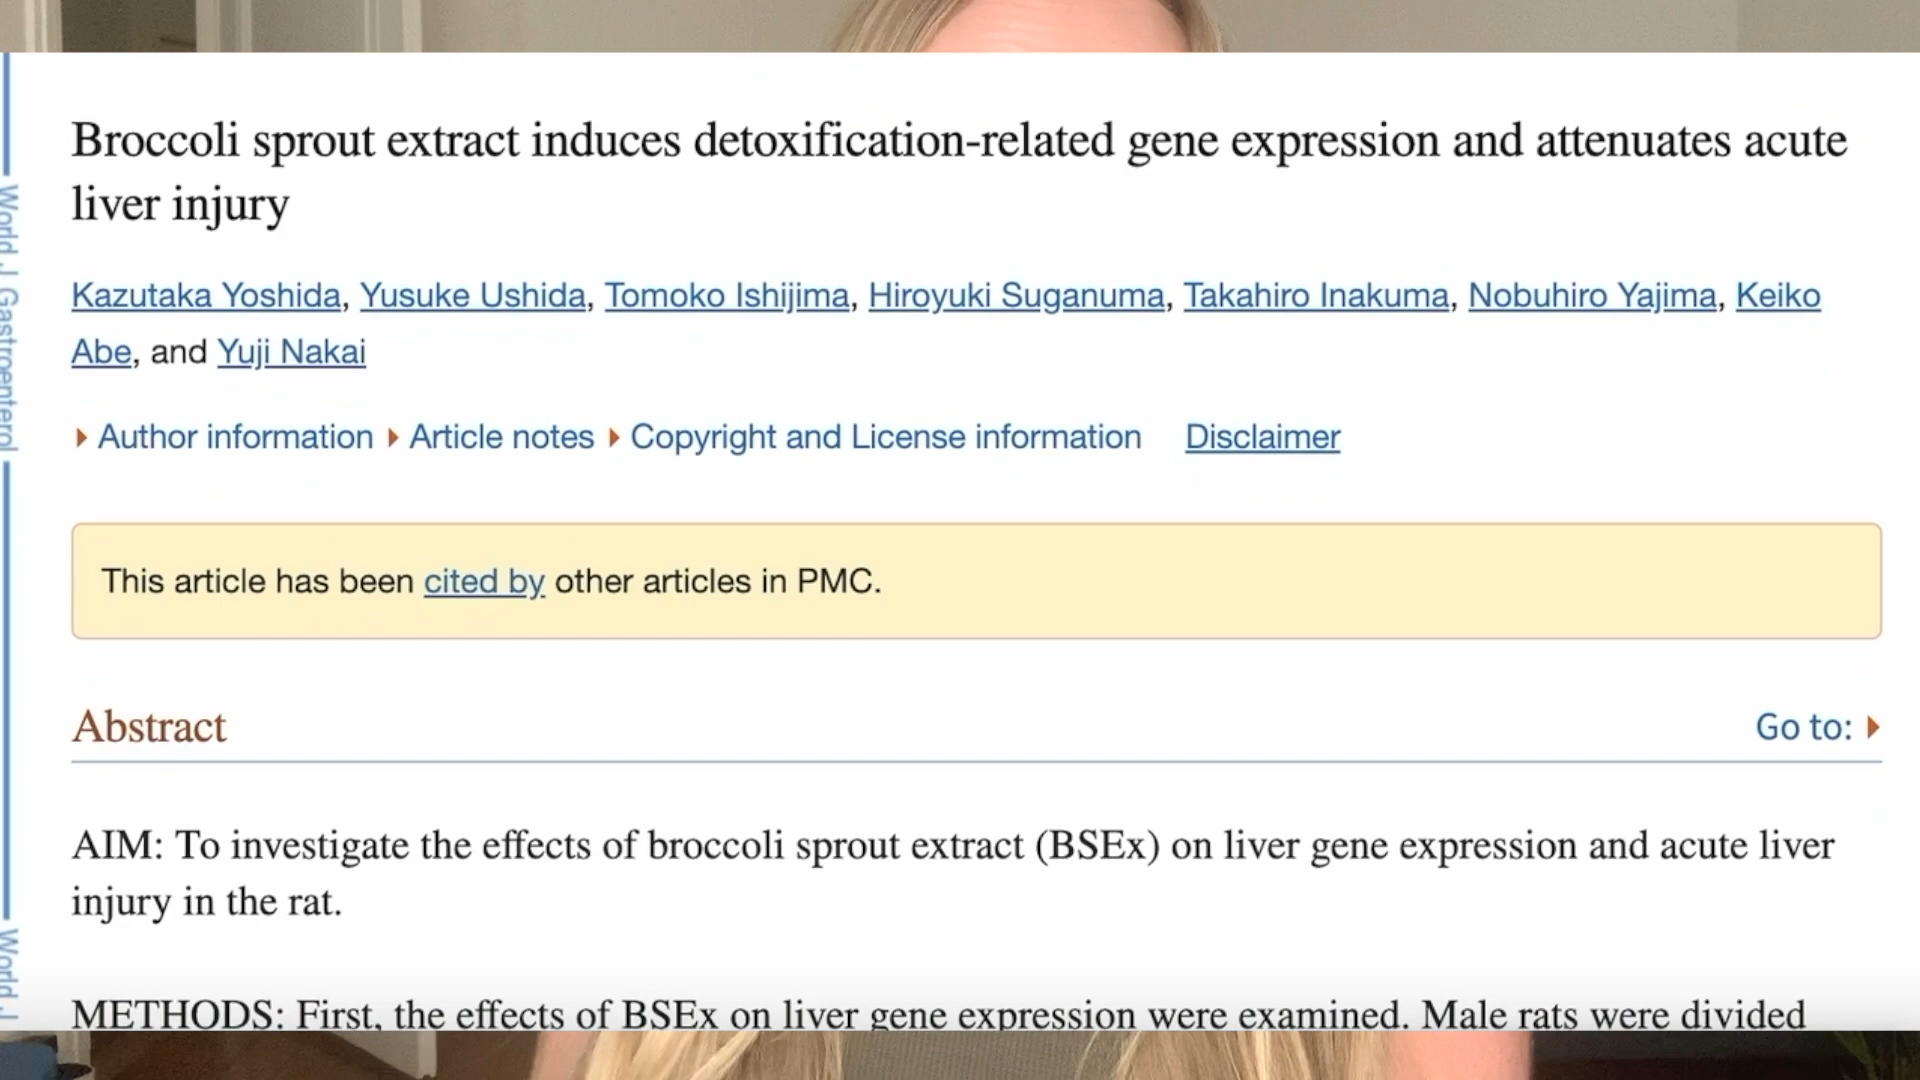 Broccoli sprout extract induces detoxification-related gene expression and attenuates acute
liver injury
Kazutaka Yoshida, Yusuke Ushida, Tomoko Ishijima, Hiroyuki Suganuma, Takahiro Inakuma, Nobuhiro Yajima, Keiko
Abe, and Yuji Nakai
Author information Article notes Copyright and License information Disclaimer
This article has been cited by other articles in PMC.
Abstract
Go to:
AIM: To investigate the effects of broccoli sprout extract (BSEx) on liver gene expression and acute liver
injury in the rat.
METHODS: First, the effects of BSEx on liver gene expression were examined. Male rats were divided
World J Gastroenterol
World J